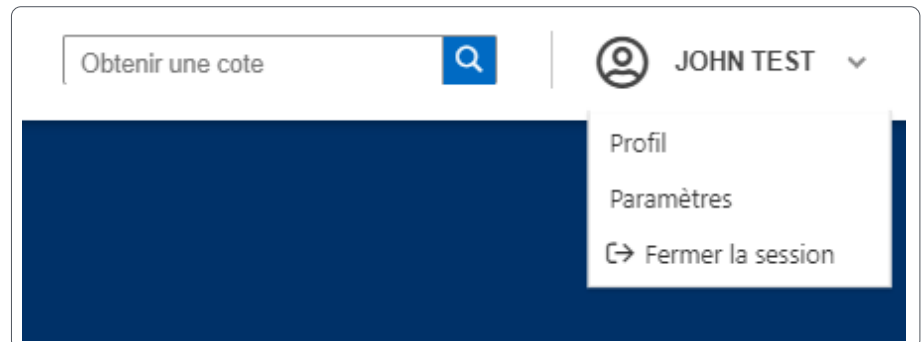 Obtenir une cote
JOHN TEST
Profil
Paramètres
Fermer la session